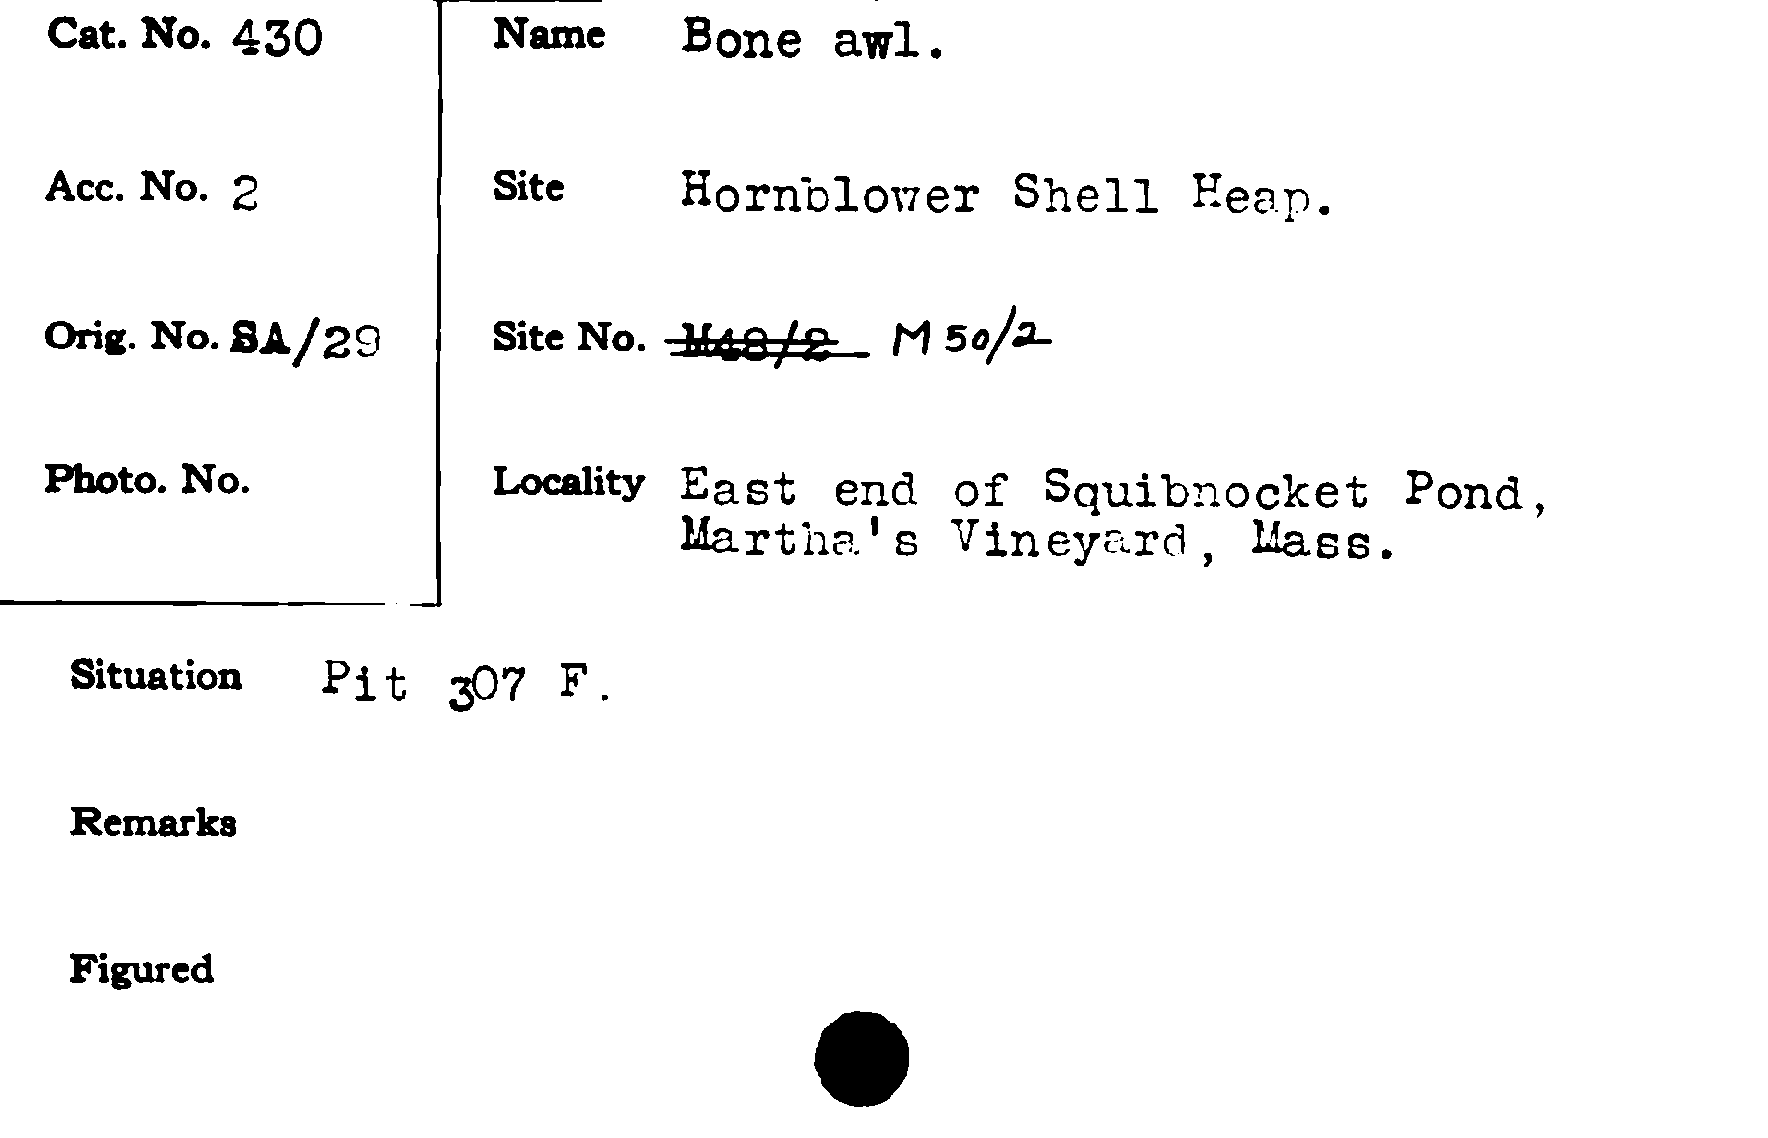 Cat. No. 430
Name Bone awl.
Acc. No. 2
Site Hornblower Shell Heap.
Orig. No. SA/29
Site No. M48/2 M 50/2
Photo. No.
Locality East end of Squibnocket Pond,
Martha's Vineyard, Mass.
Situation Pit 307 F.
Remarks
Figured